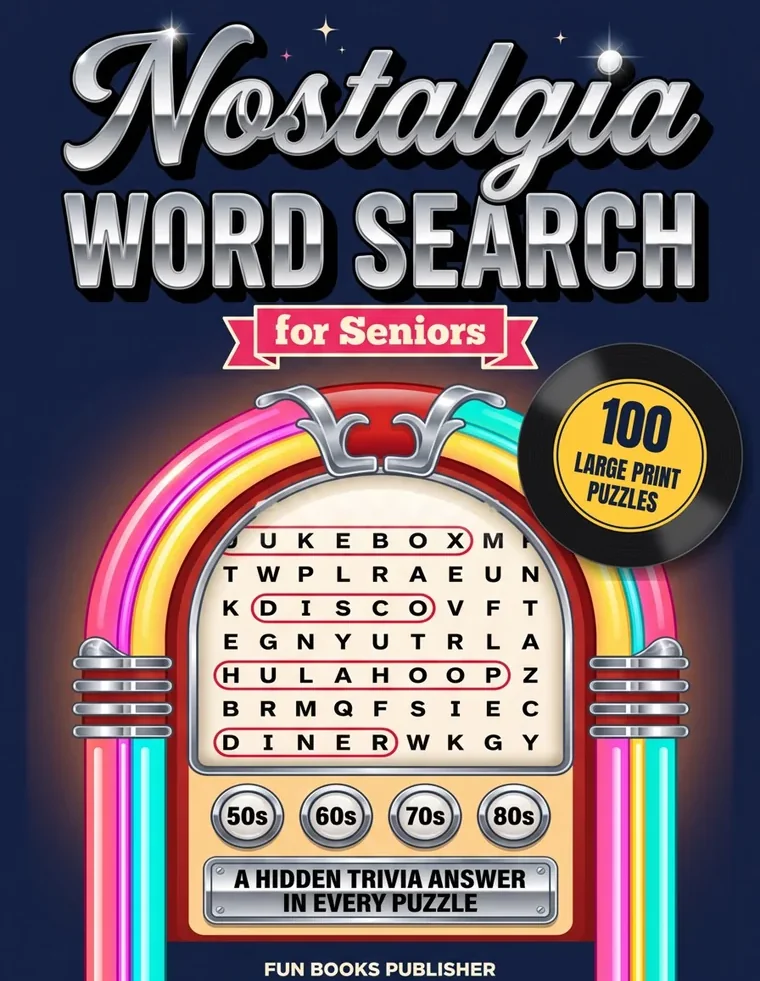 Nostalgia
WORD SEARCH
for Seniors
100
LARGE PRINT
PUZZLES
J U K E B O X M
T W P L R A E U N
K D I S C O V F T
E G N Y U T R L A
H U L A H O O P Z
B R M Q F S I E C
D I N E R W K G Y
50s 60s 70s 80s
A HIDDEN TRIVIA ANSWER
IN EVERY PUZZLE
FUN BOOKS PUBLISHER